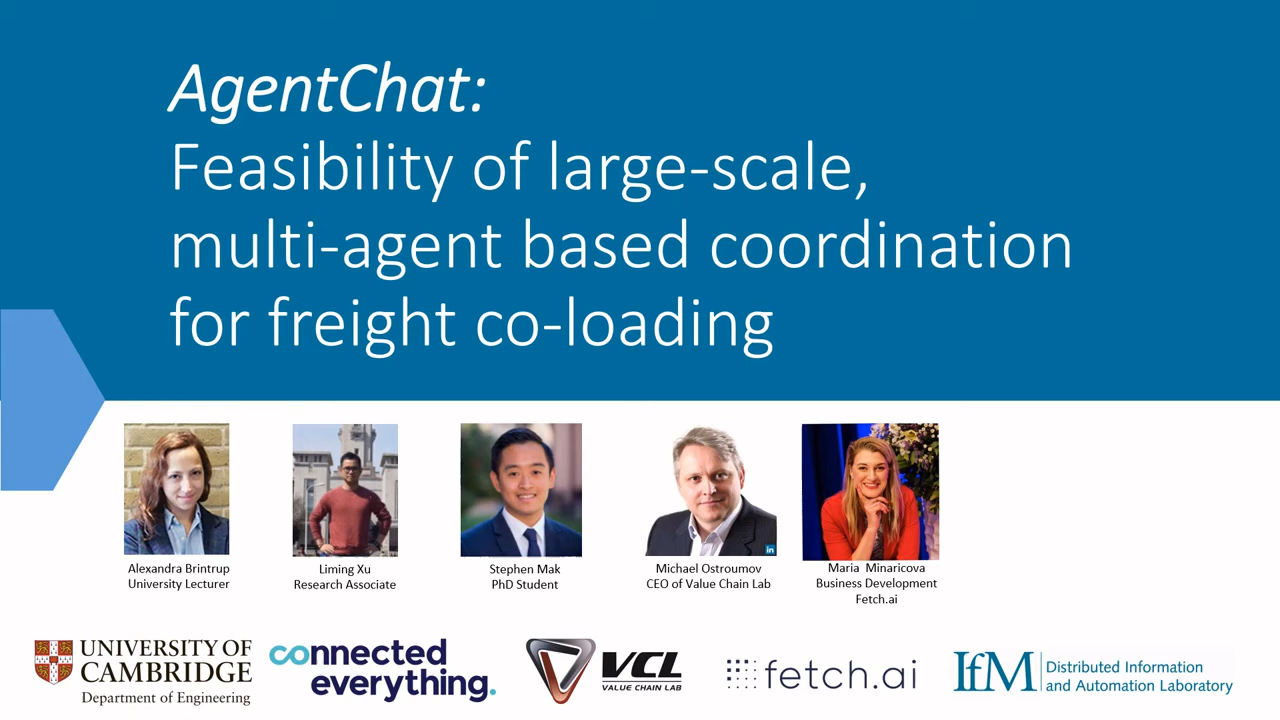 AgentChat:
Feasibility of large-scale,
multi-agent based coordination
for freight co-loading
Alexandra Brintrup
University Lecturer
Liming Xu
Research Associate
Stephen Mak
PhD Student
in
Michael Ostroumov
CEO of Value Chain Lab
Maria Minaricova
Business Development
Fetch.ai
UNIVERSITY OF
CAMBRIDGE
Department of Engineering
connected
everything.
VCL
VALUE CHAIN LAB
fetch.ai
IfM
Distributed Information
and Automation Laboratory